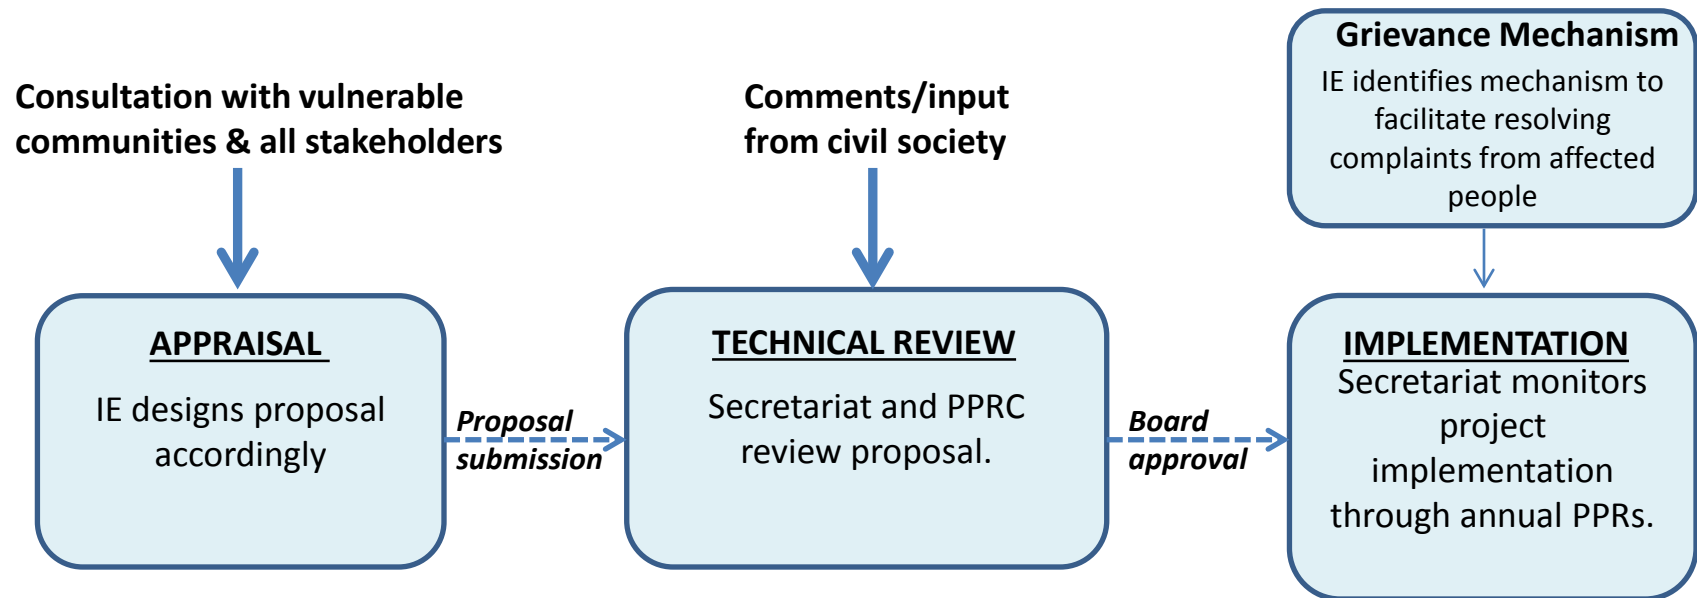 Consultation with vulnerable
communities & all stakeholders
Comments/input
from civil society
Grievance Mechanism
IE identifies mechanism to
facilitate resolving
complaints from affected
people
APPRAISAL
IE designs proposal
accordingly
Proposal
submission
TECHNICAL REVIEW
Secretariat and PPRC
review proposal.
Board
approval
IMPLEMENTATION
Secretariat monitors
project
implementation
through annual PPRs.